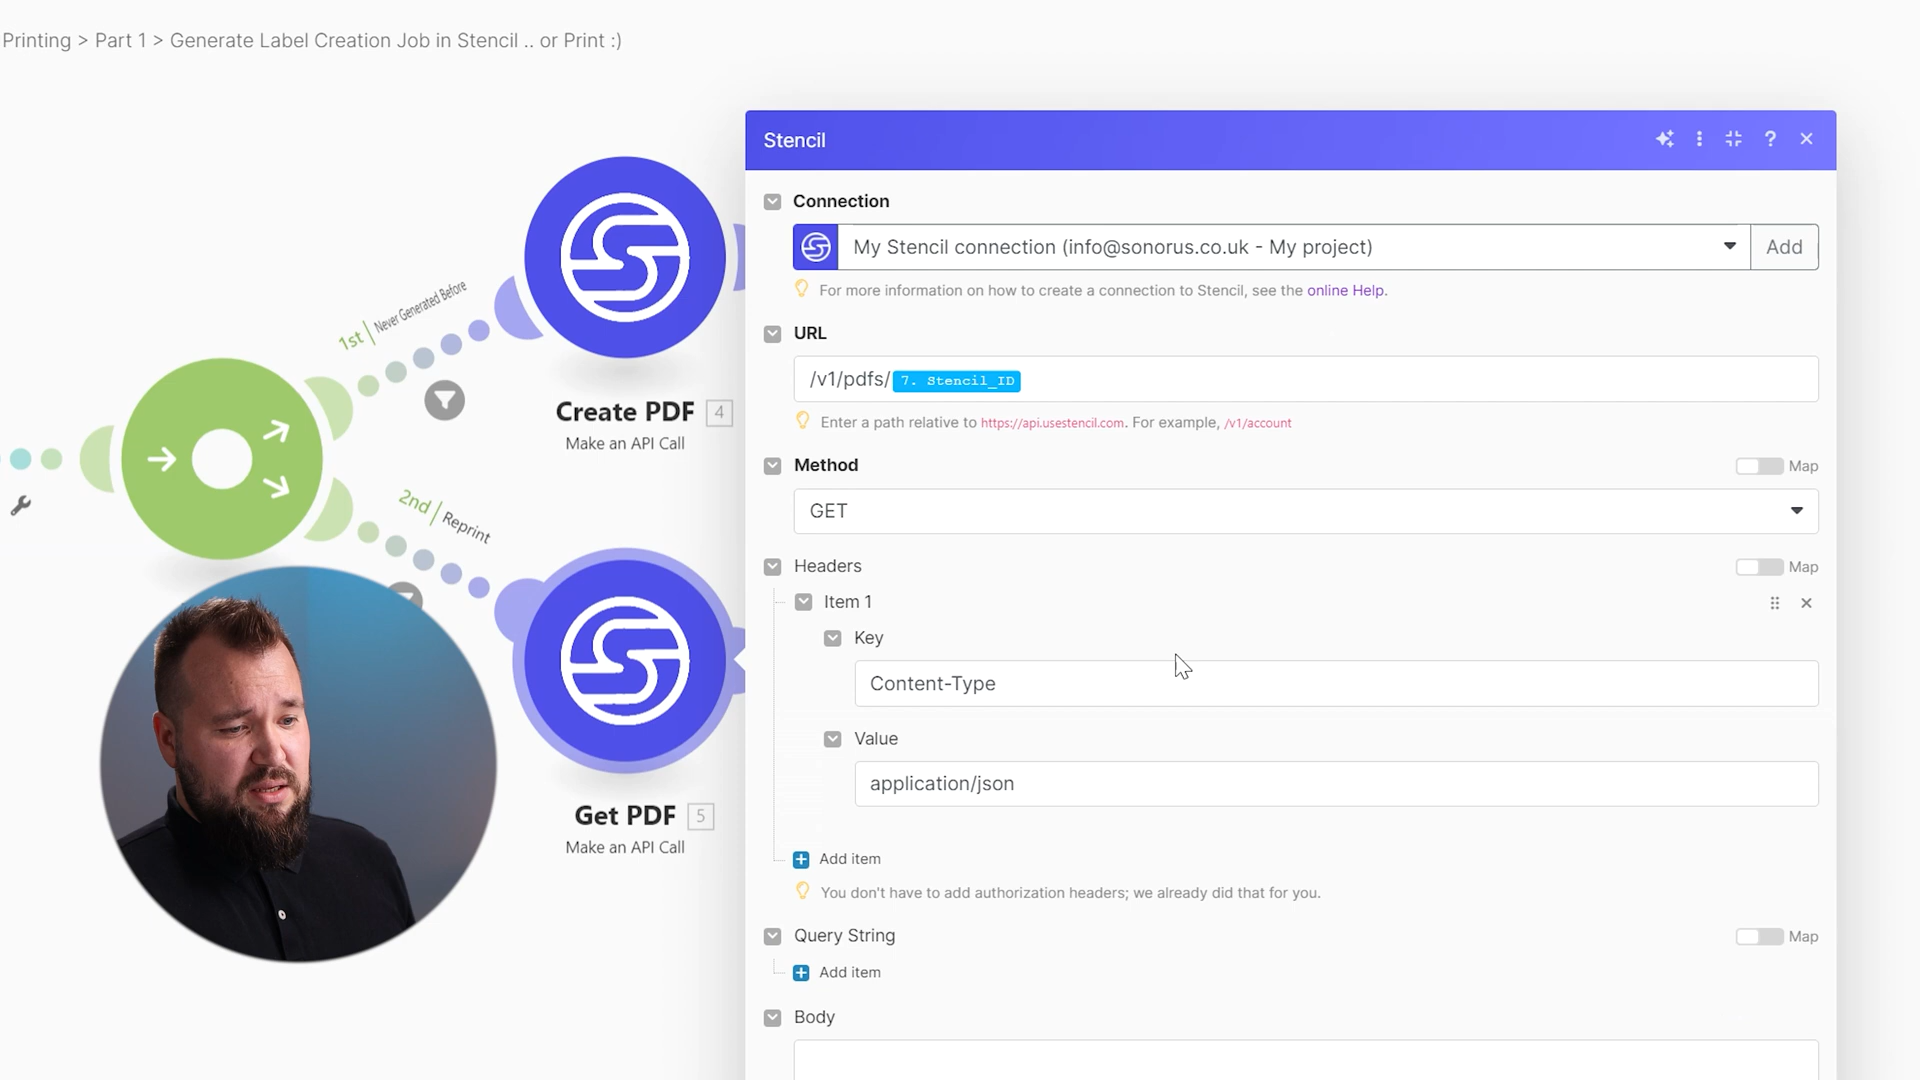 Printing > Part 1 > Generate Label Creation Job in Stencil .. or Print :)
Stencil
Connection
My Stencil connection (info@sonorus.co.uk - My project)
Add
For more information on how to create a connection to Stencil, see the online Help.
URL
/v1/pdfs/ 7. Stencil_ID
Enter a path relative to https://api.usestencil.com. For example, /v1/account
Method
Map
GET
Headers
Map
Item 1
Key
Content-Type
Value
application/json
Add item
You don't have to add authorization headers; we already did that for you.
Query String
Map
Add item
Body
1st | Never Generated Before
Create PDF 4
Make an API Call
2nd | Reprint
Get PDF 5
Make an API Call